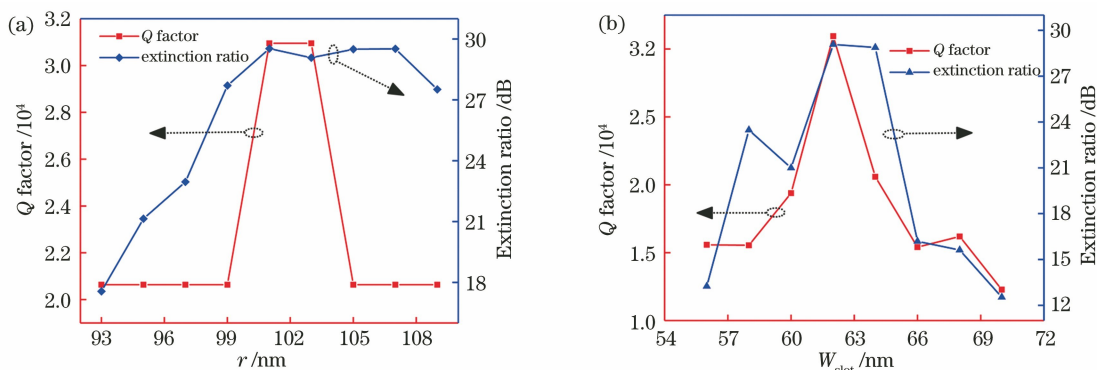 (a)
3.2
3.0
2.8
2.6
2.4
2.2
2.0
Q factor /10⁴
Q factor
extinction ratio
30
27
24
21
18
Extinction ratio /dB
93 96 99 102 105 108
r /nm
(b)
3.2
2.5
2.0
1.5
1.0
Q factor /10⁴
Q factor
extinction ratio
30
27
24
21
18
15
12
Extinction ratio /dB
54 57 60 63 66 69 72
W_slot /nm